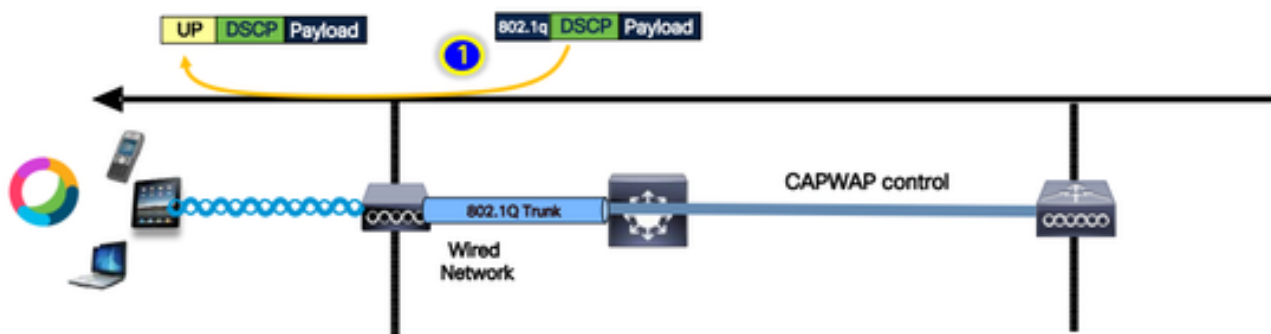 UP DSCP Payload
802.1q DSCP Payload
1
CAPWAP control
802.1Q Trunk
Wired
Network